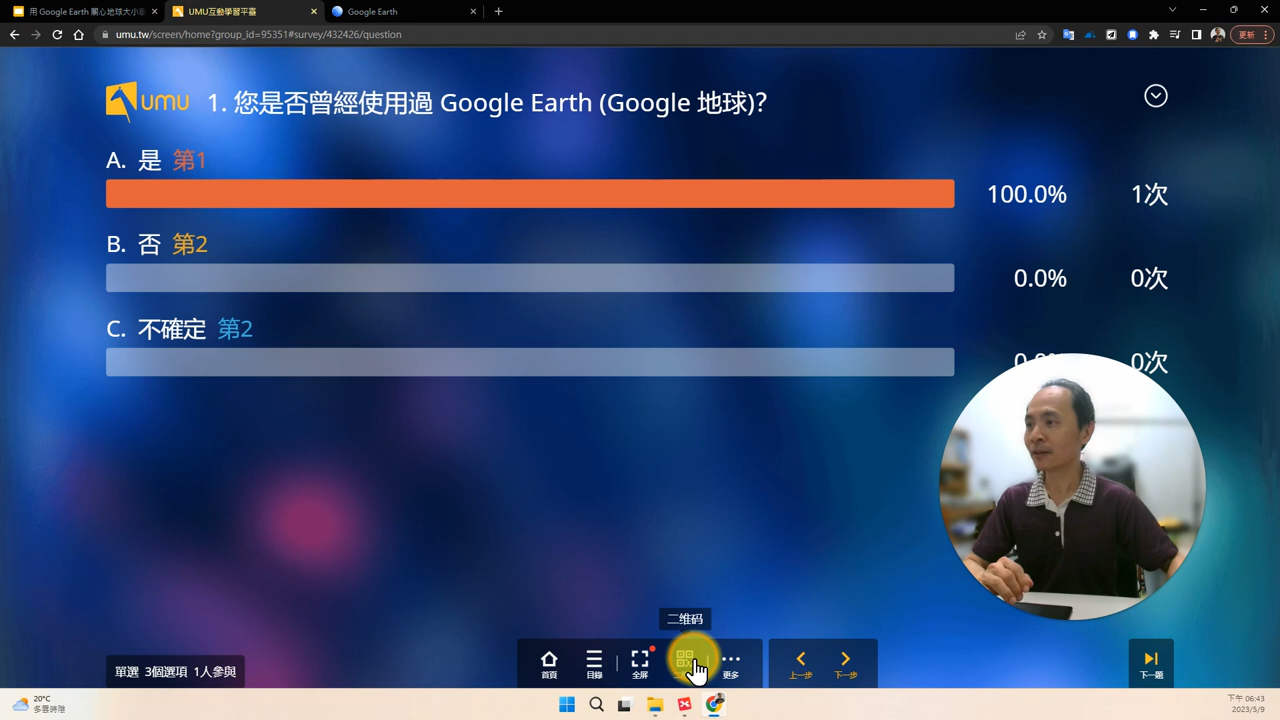 用 Google Earth 關心地球大小事
UMU互動學習平臺
Google Earth
umu.tw/screen/home?group_id=95351#survey/432426/question
更新
umu
1. 您是否曾經使用過 Google Earth (Google 地球)?
A. 是 第1
100.0% 1次
B. 否 第2
0.0% 0次
C. 不確定 第2
0次
二维码
單選 3個選項 1人參與
首頁
目錄
全屏
更多
上一步
下一步
下一題
20°C
多雲時陰
下午 06:43
2023/5/9